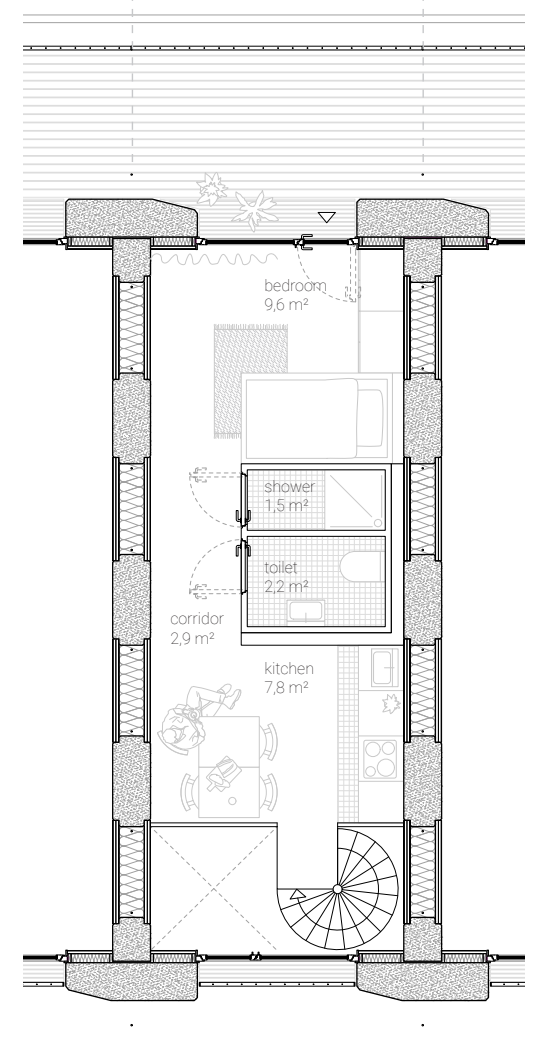 bedroom
9,6 m²
shower
1,5 m²
toilet
2,2 m²
corridor
2,9 m²
kitchen
7,8 m²